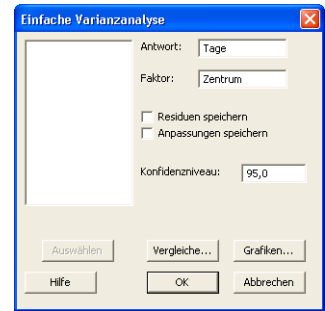 Einfache Varianzanalyse
Antwort: Tage
Faktor: Zentrum
Residuen speichern
Anpassungen speichern
Konfidenzniveau: 95,0
Auswählen Vergleiche... Grafiken...
Hilfe OK Abbrechen